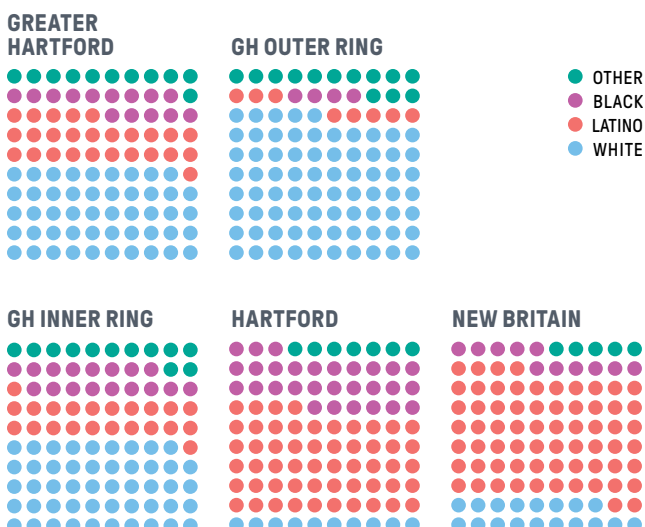 GREATER
HARTFORD
GH OUTER RING
OTHER
BLACK
LATINO
WHITE
GH INNER RING
HARTFORD
NEW BRITAIN